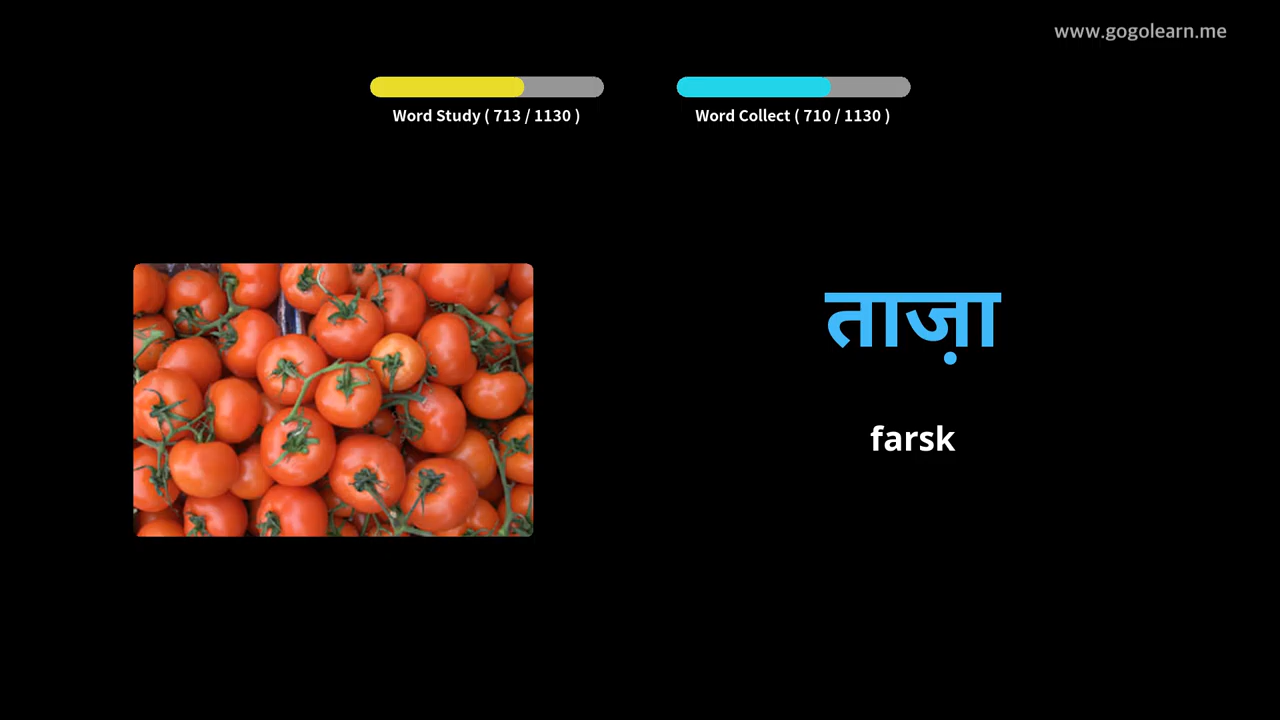 www.gogolearn.me
Word Study ( 713 / 1130 )
Word Collect ( 710 / 1130 )
ताज़ा
farsk